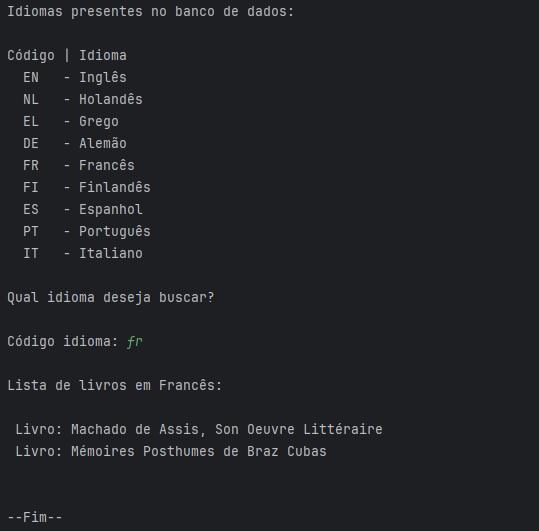 Idiomas presentes no banco de dados:
Código | Idioma
EN - Inglês
NL - Holandês
EL - Grego
DE - Alemão
FR - Francês
FI - Finlandês
ES - Espanhol
PT - Português
IT - Italiano
Qual idioma deseja buscar?
Código idioma: fr
Lista de livros em Francês:
Livro: Machado de Assis, Son Oeuvre Littéraire
Livro: Mémoires Posthumes de Braz Cubas
--Fim--